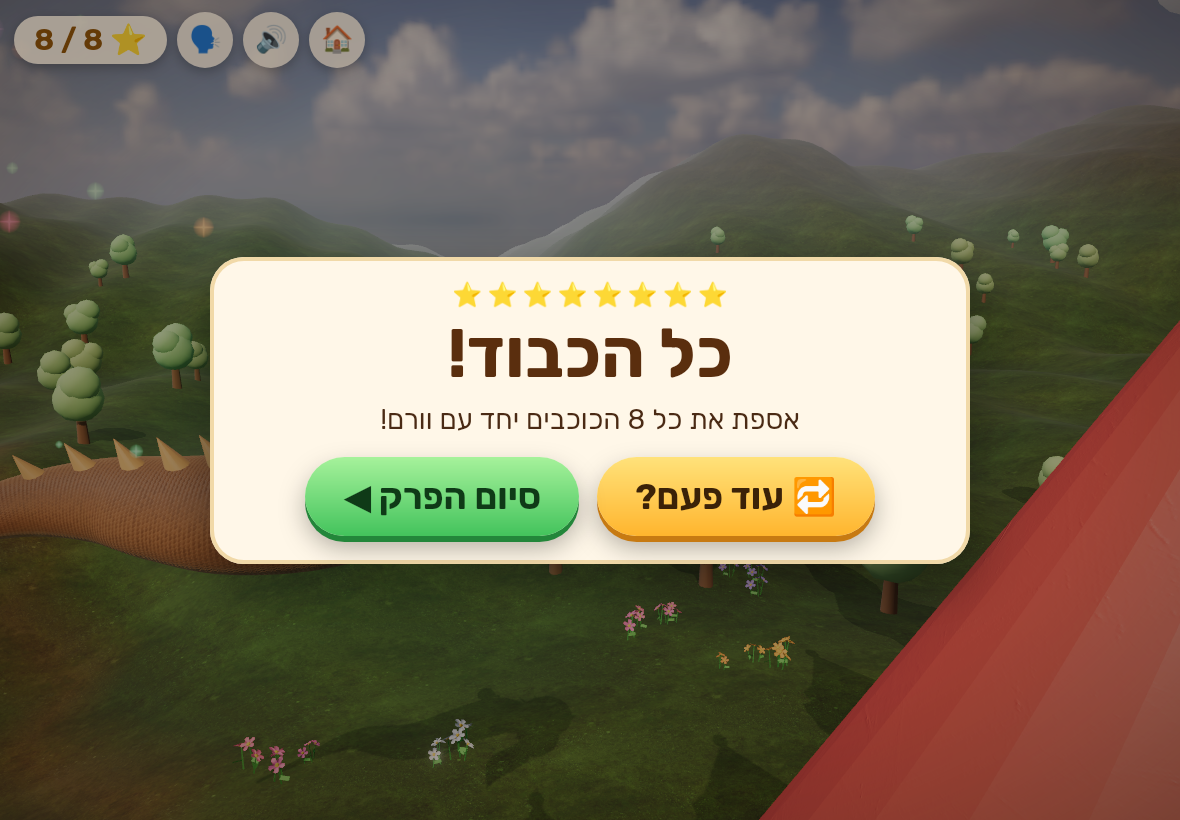 8 / 8
כל הכבוד!
אספת את כל 8 הכוכבים יחד עם וורם!
עוד פעם?
סיום הפרק ◀